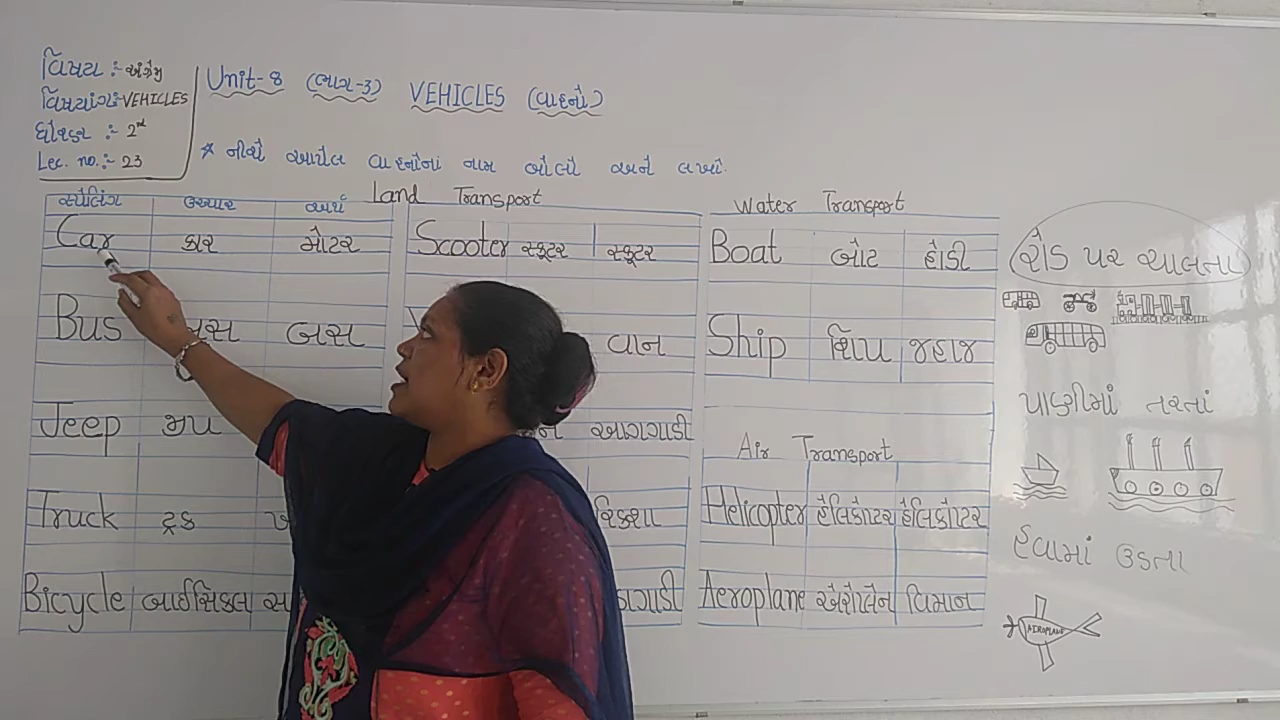 વિષય :- અંગ્રેજી
વિષયાંગ:- VEHICLES
ધોરણ :- 2nd
Lec. no. :- 23
Unit-8 (ભાગ-3) VEHICLES (વાહનો)
* નીચે આપેલ વાહનોનાં નામ બોલો અને લખો.
Land Transport
સ્પેલિંગ ઉચ્ચાર અર્થ
Car કાર મોટર
Bus બસ
Jeep જીપ
Truck ટ્રક
Bicycle બાઈસિકલ
Scooter સ્કૂટર સ્કૂટર
વાન
આગગાડી
રિક્શા
Water Transport
Boat બોટ હોડી
Ship શિપ જહાજ
Air Transport
Helicopter હેલિકોપ્ટર હેલિકોપ્ટર
Aeroplane એરોપ્લેન વિમાન
રોડ પર ચાલતા
પાણીમાં તરતાં
હવામાં ઉડતા
AEROPLANE